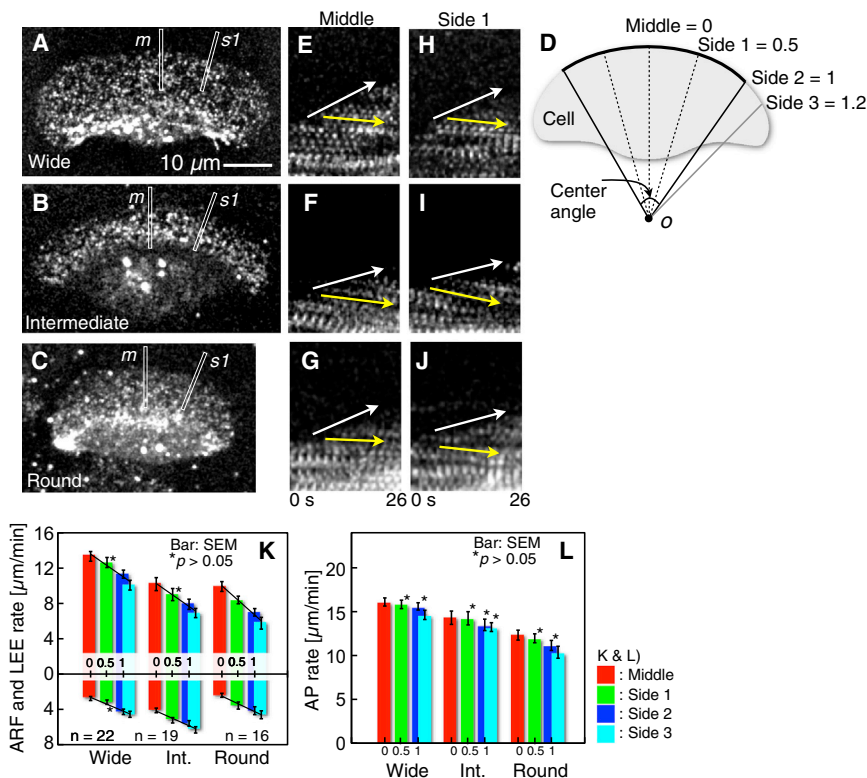 Middle
Side 1
A
m
s1
E
H
D
Middle = 0
Side 1 = 0.5
Side 2 = 1
Side 3 = 1.2
Cell
Wide
10 µm
Center
angle
o
B
m
s1
F
I
Intermediate
C
m
s1
G
J
Round
0 s
26
0 s
26
ARF and LEE rate [µm/min]
16
12
8
0
4
8
Bar: SEM
*p > 0.05
K
*
*
0 0.5 1
0 0.5 1
0 0.5 1
*
n = 22
n = 19
n = 16
Wide
Int.
Round
AP rate [µm/min]
20
15
10
0
Bar: SEM
*p > 0.05
L
* *
* * *
* *
0 0.5 1
0 0.5 1
0 0.5 1
Wide
Int.
Round
K & L)
: Middle
: Side 1
: Side 2
: Side 3